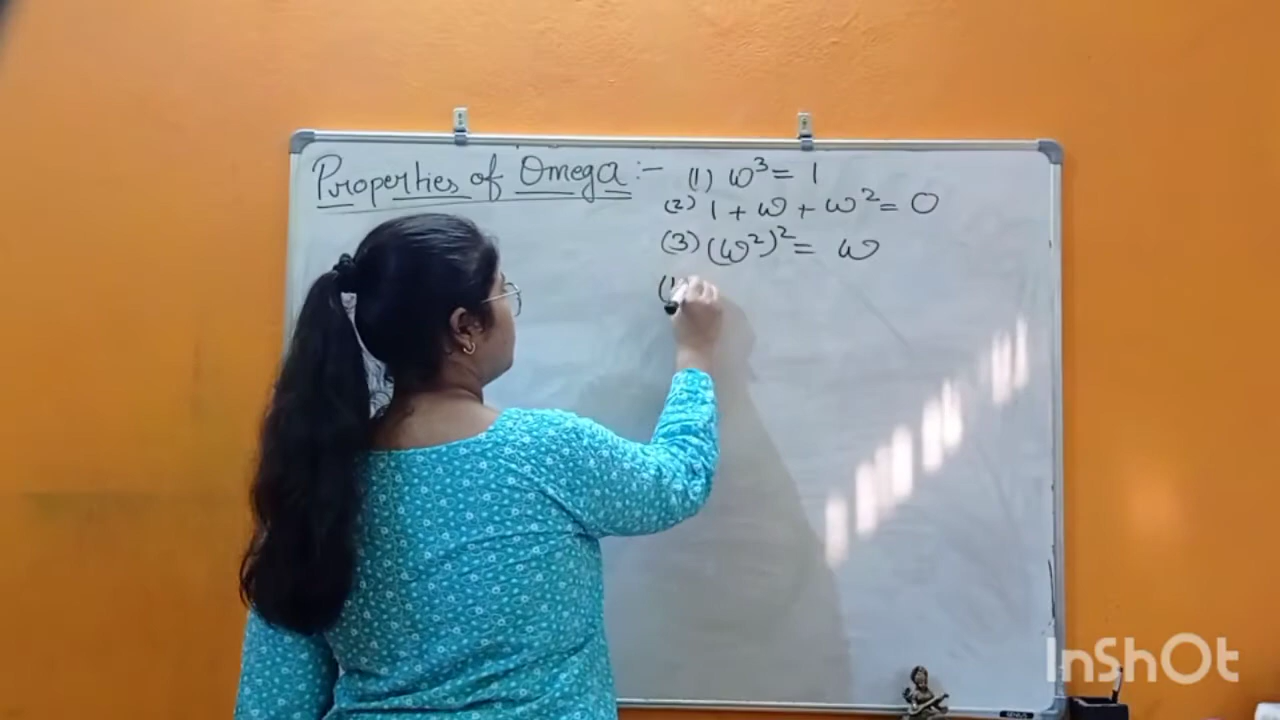 Properties of Omega :- (1) ω³ = 1
(2) 1 + ω + ω² = 0
(3) (ω²)² = ω
InShOt